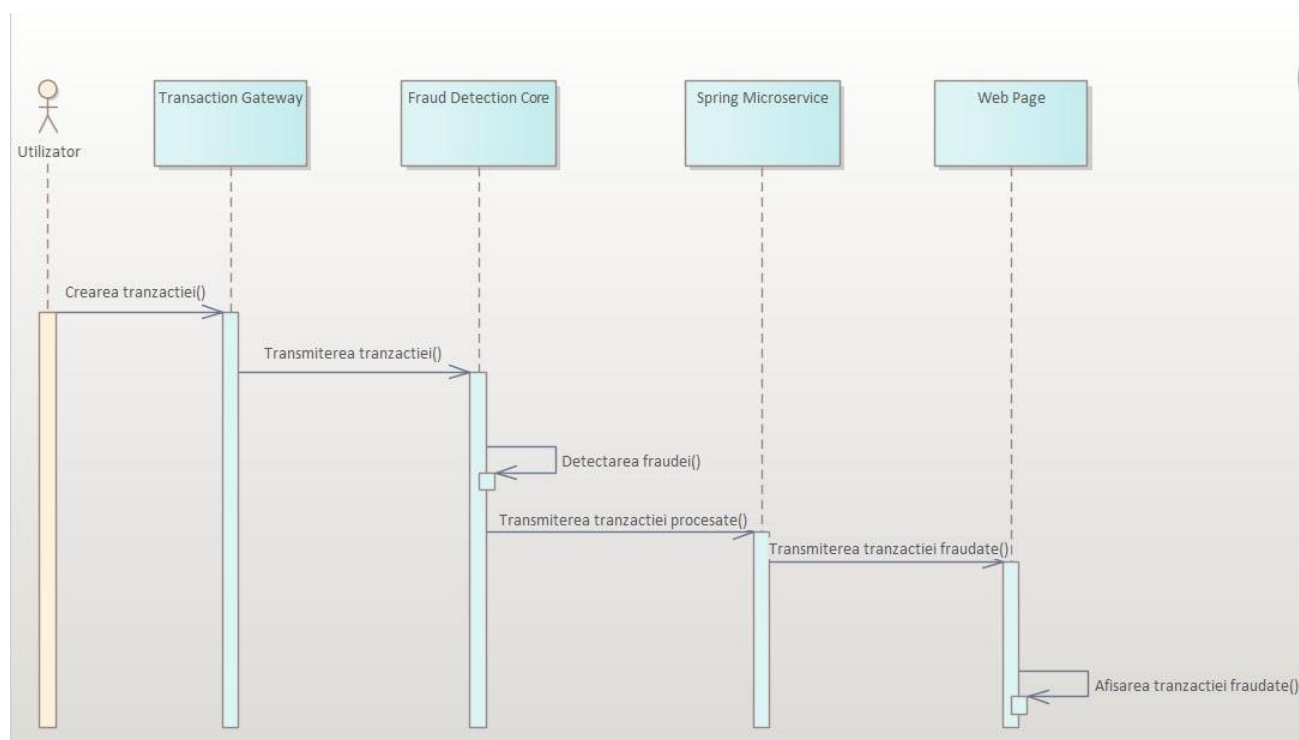 Utilizator
Transaction Gateway
Fraud Detection Core
Spring Microservice
Web Page
Crearea tranzactiei()
Transmiterea tranzactiei()
Detectarea fraudei()
Transmiterea tranzactiei procesate()
Transmiterea tranzactiei fraudate()
Afisarea tranzactiei fraudate()